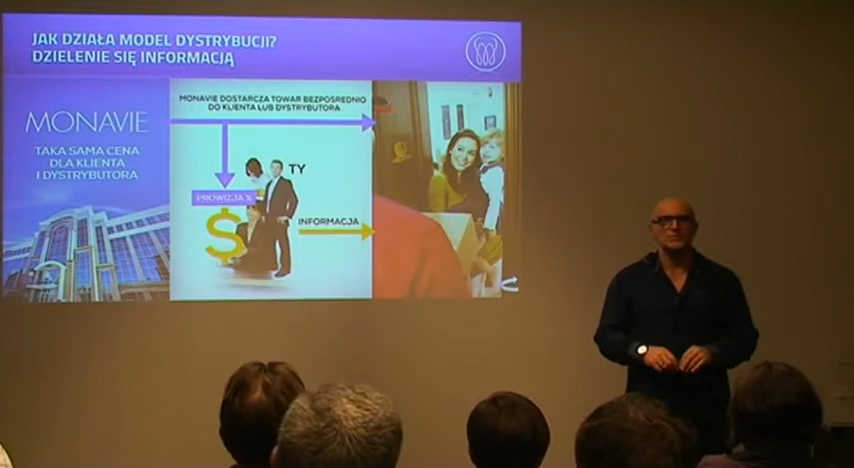 JAK DZIAŁA MODEL DYSTRYBUCJI?
DZIELENIE SIĘ INFORMACJĄ
MONAVIE
TAKA SAMA CENA
DLA KLIENTA
I DYSTRYBUTORA
MONAVIE DOSTARCZA TOWAR BEZPOŚREDNIO
DO KLIENTA LUB DYSTRYBUTORA
TY
PROWIZJA %
$
INFORMACJA